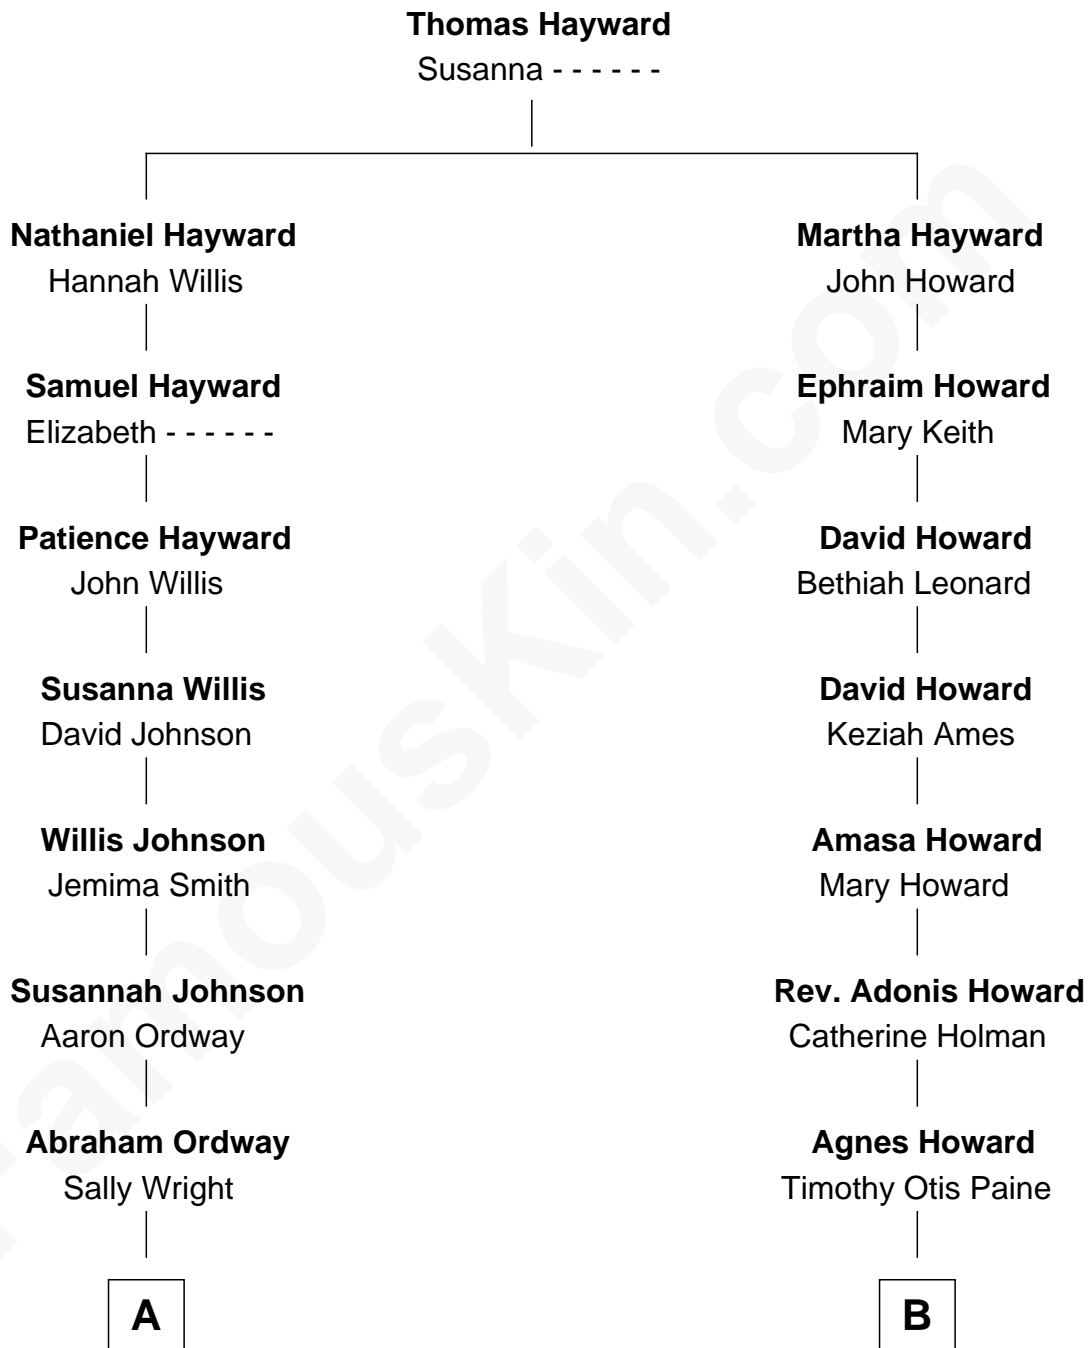 Thomas Hayward
Susanna - - - - - -
Nathaniel Hayward
Hannah Willis
Martha Hayward
John Howard
Samuel Hayward
Elizabeth - - - - - -
Ephraim Howard
Mary Keith
Patience Hayward
John Willis
David Howard
Bethiah Leonard
Susanna Willis
David Johnson
David Howard
Keziah Ames
Willis Johnson
Jemima Smith
Amasa Howard
Mary Howard
Susannah Johnson
Aaron Ordway
Rev. Adonis Howard
Catherine Holman
Abraham Ordway
Sally Wright
Agnes Howard
Timothy Otis Paine
A
B
FamousKin.com